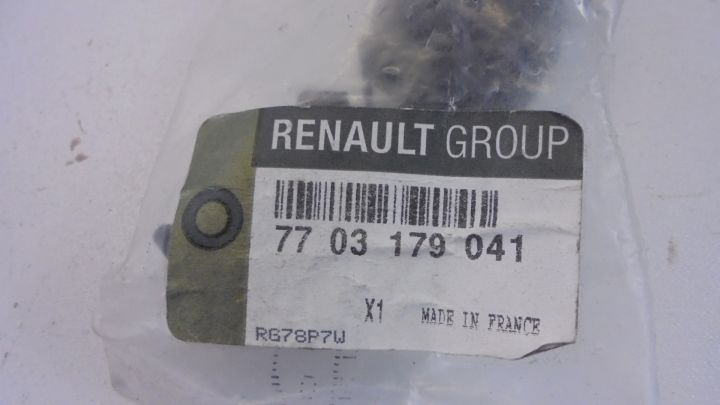 RENAULT GROUP
77 03 179 041
X1 MADE IN FRANCE
RG78P7W